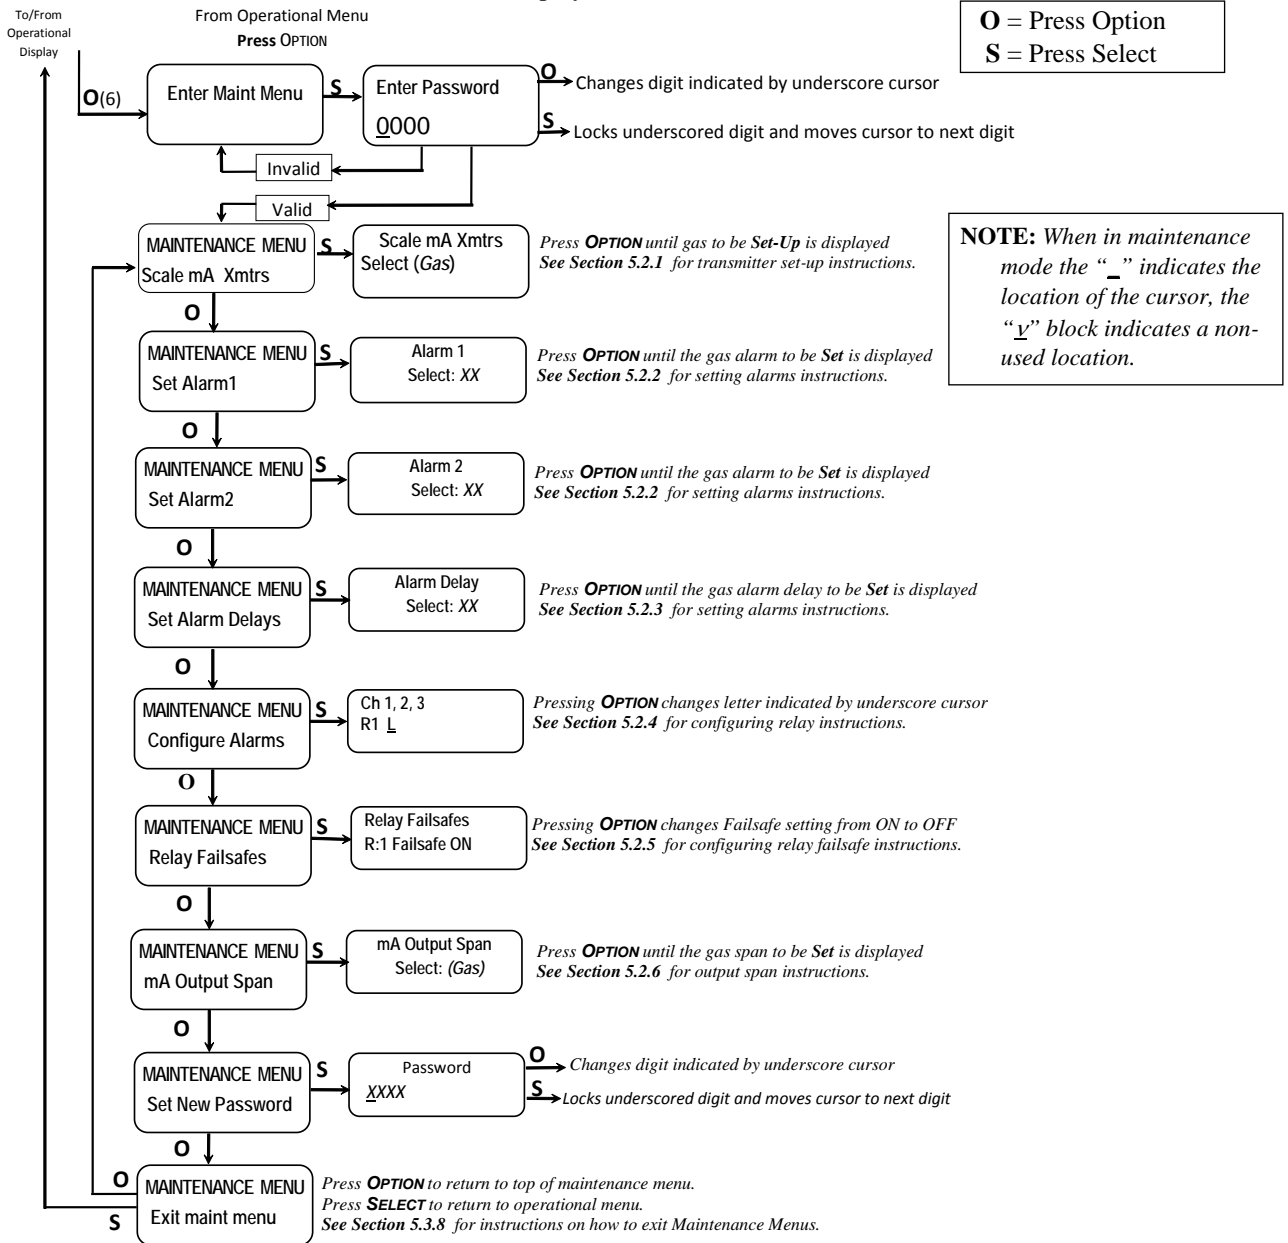 To/From
Operational
Display
From Operational Menu
Press OPTION
O = Press Option
S = Press Select
O(6)
Enter Maint Menu
S
Enter Password
0000
O
Changes digit indicated by underscore cursor
S
Locks underscored digit and moves cursor to next digit
Invalid
Valid
MAINTENANCE MENU
Scale mA Xmtrs
S
Scale mA Xmtrs
Select (Gas)
Press OPTION until gas to be Set-Up is displayed
See Section 5.2.1 for transmitter set-up instructions.
NOTE: When in maintenance
mode the “_” indicates the
location of the cursor, the
“v” block indicates a non-
used location.
O
MAINTENANCE MENU
Set Alarm1
S
Alarm 1
Select: XX
Press OPTION until the gas alarm to be Set is displayed
See Section 5.2.2 for setting alarms instructions.
O
MAINTENANCE MENU
Set Alarm2
S
Alarm 2
Select: XX
Press OPTION until the gas alarm to be Set is displayed
See Section 5.2.2 for setting alarms instructions.
O
MAINTENANCE MENU
Set Alarm Delays
S
Alarm Delay
Select: XX
Press OPTION until the gas alarm delay to be Set is displayed
See Section 5.2.3 for setting alarms instructions.
O
MAINTENANCE MENU
Configure Alarms
S
Ch 1, 2, 3
R1 L
Pressing OPTION changes letter indicated by underscore cursor
See Section 5.2.4 for configuring relay instructions.
O
MAINTENANCE MENU
Relay Failsafes
S
Relay Failsafes
R:1 Failsafe ON
Pressing OPTION changes Failsafe setting from ON to OFF
See Section 5.2.5 for configuring relay failsafe instructions.
O
MAINTENANCE MENU
mA Output Span
S
mA Output Span
Select: (Gas)
Press OPTION until the gas span to be Set is displayed
See Section 5.2.6 for output span instructions.
O
MAINTENANCE MENU
Set New Password
S
Password
XXXX
O
Changes digit indicated by underscore cursor
S
Locks underscored digit and moves cursor to next digit
O
O
S
MAINTENANCE MENU
Exit maint menu
Press OPTION to return to top of maintenance menu.
Press SELECT to return to operational menu.
See Section 5.3.8 for instructions on how to exit Maintenance Menus.